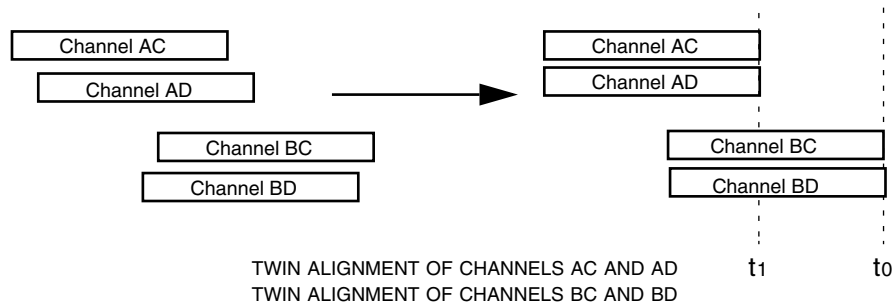 Channel AC
Channel AD
Channel BC
Channel BD
Channel AC
Channel AD
Channel BC
Channel BD
t1
t0
TWIN ALIGNMENT OF CHANNELS AC AND AD
TWIN ALIGNMENT OF CHANNELS BC AND BD